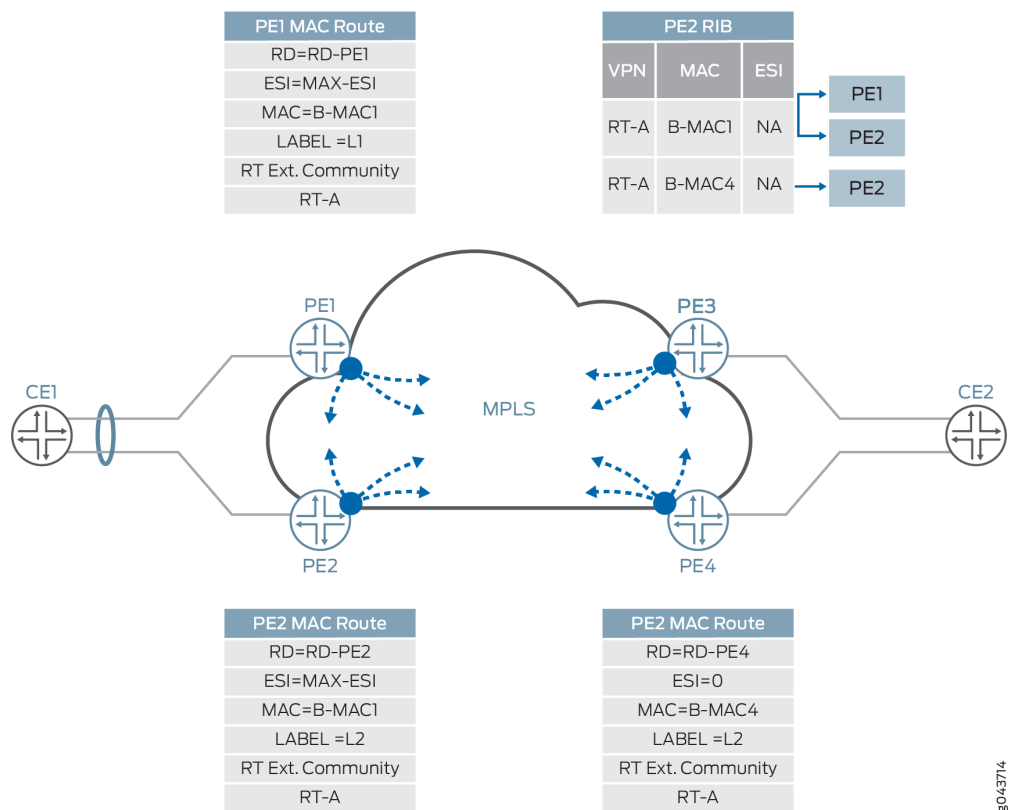 PE1 MAC Route
RD=RD-PE1
ESI=MAX-ESI
MAC=B-MAC1
LABEL =L1
RT Ext. Community
RT-A
PE2 RIB
VPN MAC ESI
RT-A B-MAC1 NA
PE1
PE2
RT-A B-MAC4 NA
PE2
PE1
PE3
CE1
MPLS
CE2
PE2
PE4
PE2 MAC Route
RD=RD-PE2
ESI=MAX-ESI
MAC=B-MAC1
LABEL =L2
RT Ext. Community
RT-A
PE2 MAC Route
RD=RD-PE4
ESI=0
MAC=B-MAC4
LABEL =L2
RT Ext. Community
RT-A
g043714